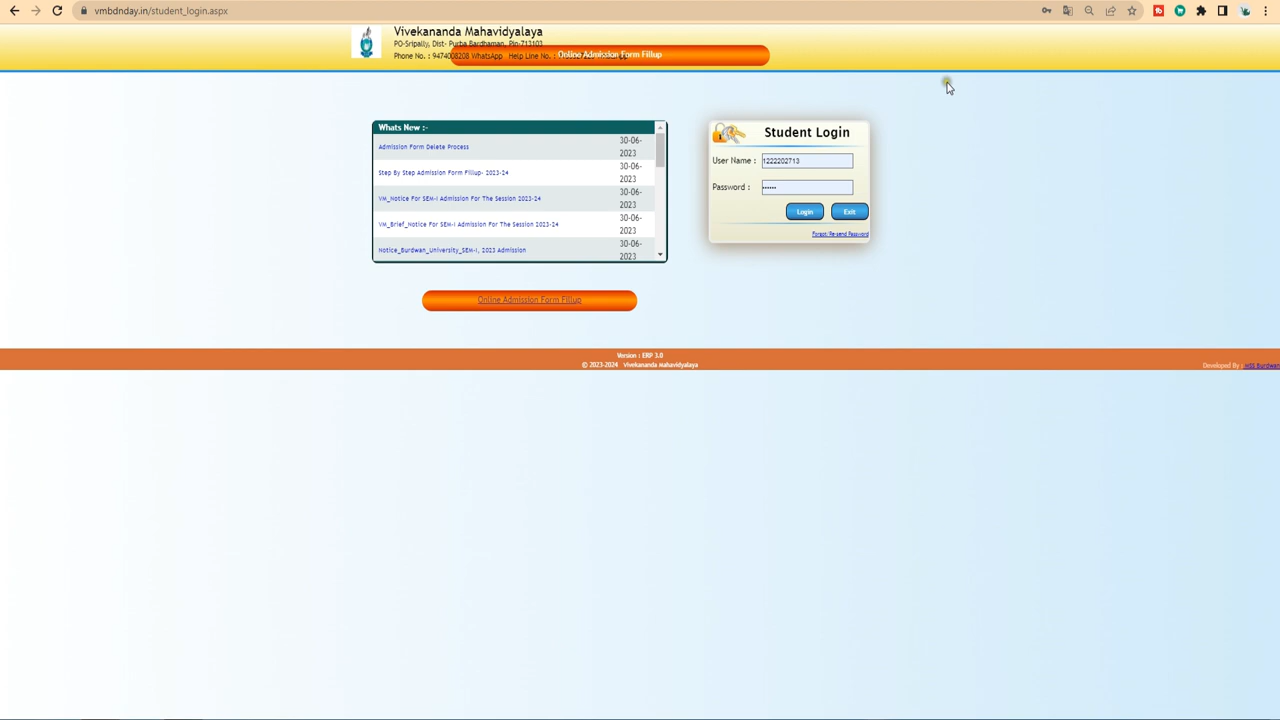 vmbdnday.in/student_login.aspx
Vivekananda Mahavidyalaya
PO-Sripally, Dist- Purba Bardhaman, Pin-713103
Phone No. : 9474008208 WhatsApp Help Line No. :
Online Admission Form Fillup
Whats New :-
Admission Form Delete Process 30-06-
2023
Step By Step Admission Form Fillup- 2023-24 30-06-
2023
VM_Notice For SEM-I Admission For The Session 2023-24 30-06-
2023
VM_Brief_Notice For SEM-I Admission For The Session 2023-24 30-06-
2023
Notice_Burdwan_University_SEM-I, 2023 Admission 30-06-
2023
Student Login
User Name : 1222202713
Password : ••••••
Login Exit
Forgot/Re-send Password
Online Admission Form Fillup
Version : ERP 3.0
© 2023-2024 Vivekananda Mahavidyalaya
Developed By : Burdwan